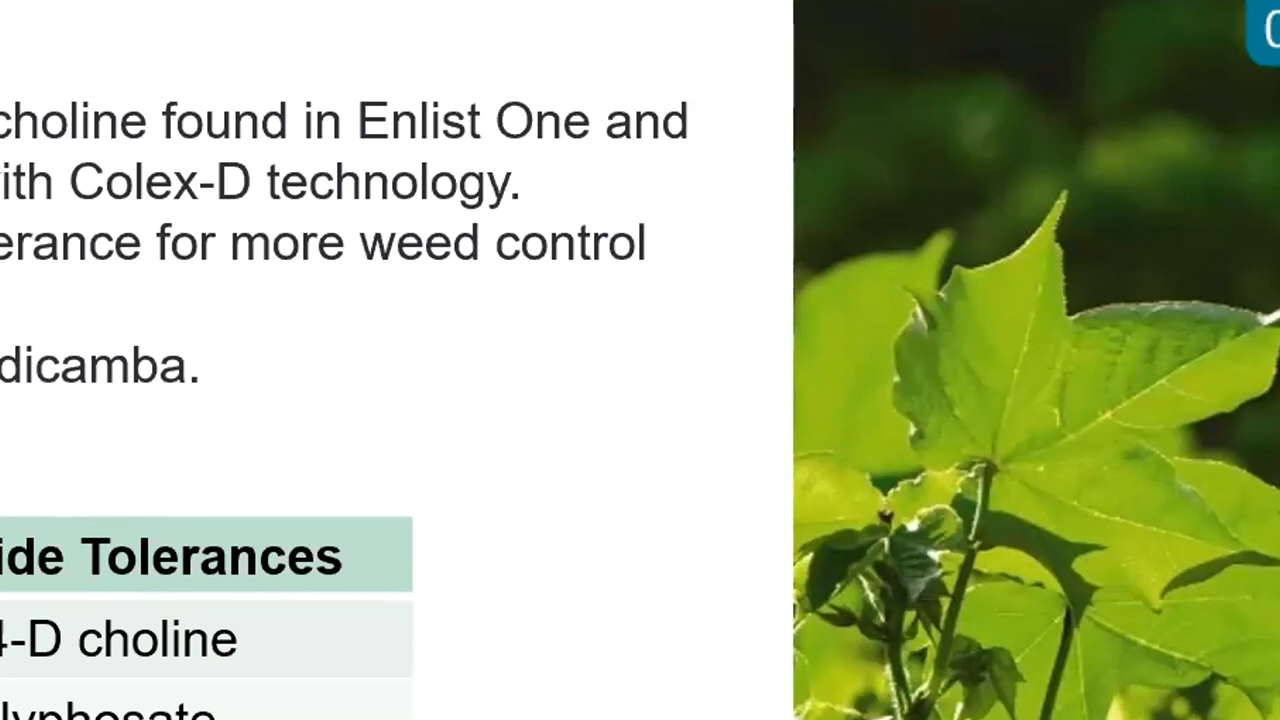 choline found in Enlist One and
ith Colex-D technology.
erance for more weed control
dicamba.
ide Tolerances
4-D choline
lyphosate